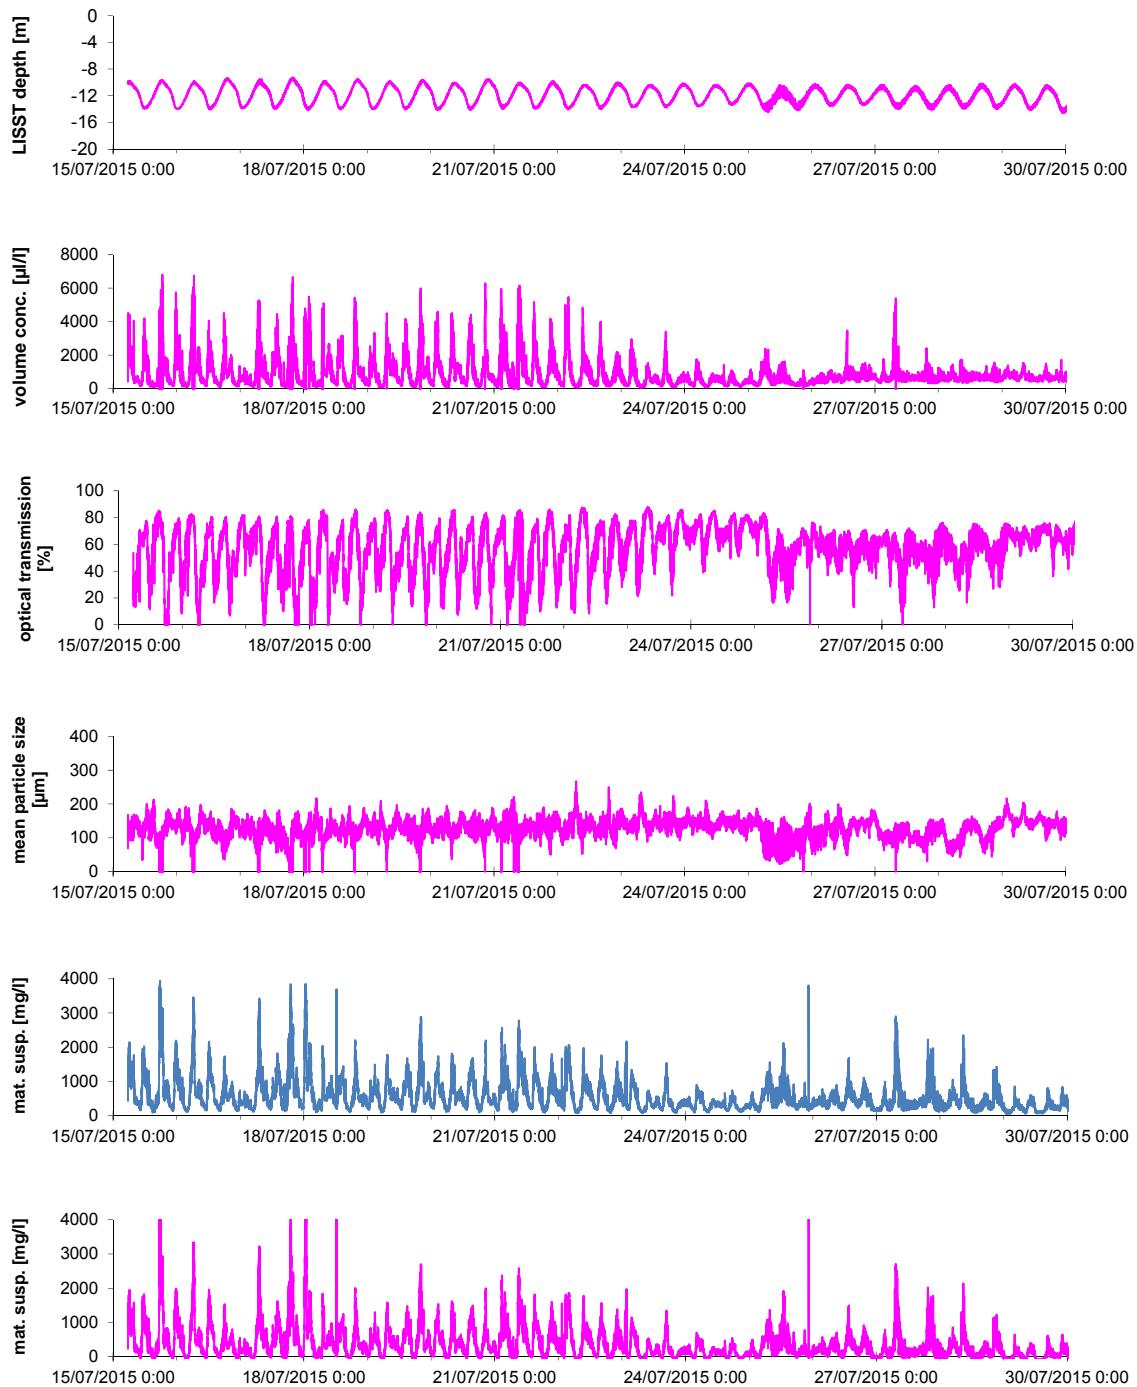 LISST depth [m]
0
-4
-8
-12
-16
-20
15/07/2015 0:00 18/07/2015 0:00 21/07/2015 0:00 24/07/2015 0:00 27/07/2015 0:00 30/07/2015 0:00
volume conc. [µl/l]
8000
6000
4000
2000
0
15/07/2015 0:00 18/07/2015 0:00 21/07/2015 0:00 24/07/2015 0:00 27/07/2015 0:00 30/07/2015 0:00
optical transmission
[%]
100
80
60
40
20
0
15/07/2015 0:00 18/07/2015 0:00 21/07/2015 0:00 24/07/2015 0:00 27/07/2015 0:00 30/07/2015 0:00
mean particle size
[µm]
400
300
200
100
0
15/07/2015 0:00 18/07/2015 0:00 21/07/2015 0:00 24/07/2015 0:00 27/07/2015 0:00 30/07/2015 0:00
mat. susp. [mg/l]
4000
3000
2000
1000
0
15/07/2015 0:00 18/07/2015 0:00 21/07/2015 0:00 24/07/2015 0:00 27/07/2015 0:00 30/07/2015 0:00
mat. susp. [mg/l]
4000
3000
2000
1000
0
15/07/2015 0:00 18/07/2015 0:00 21/07/2015 0:00 24/07/2015 0:00 27/07/2015 0:00 30/07/2015 0:00